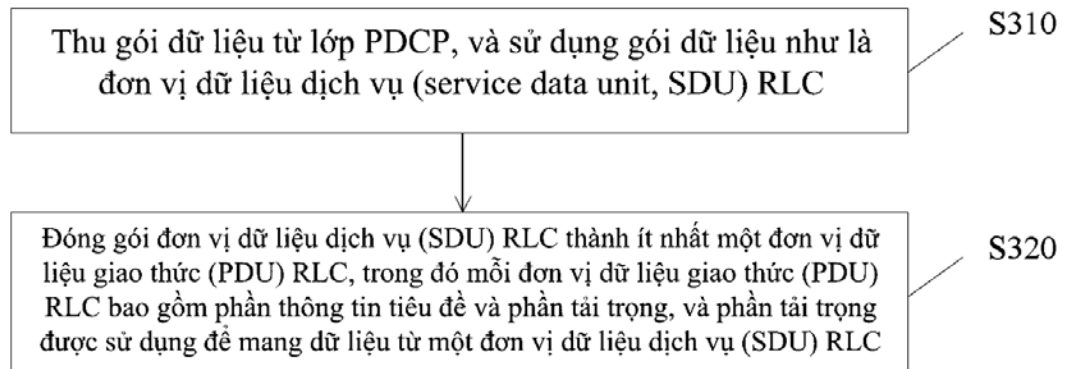 Thu gói dữ liệu từ lớp PDCP, và sử dụng gói dữ liệu như là
đơn vị dữ liệu dịch vụ (service data unit, SDU) RLC
S310
Đóng gói đơn vị dữ liệu dịch vụ (SDU) RLC thành ít nhất một đơn vị dữ
liệu giao thức (PDU) RLC, trong đó mỗi đơn vị dữ liệu giao thức (PDU)
RLC bao gồm phần thông tin tiêu đề và phần tải trọng, và phần tải trọng
được sử dụng để mang dữ liệu từ một đơn vị dữ liệu dịch vụ (SDU) RLC
S320